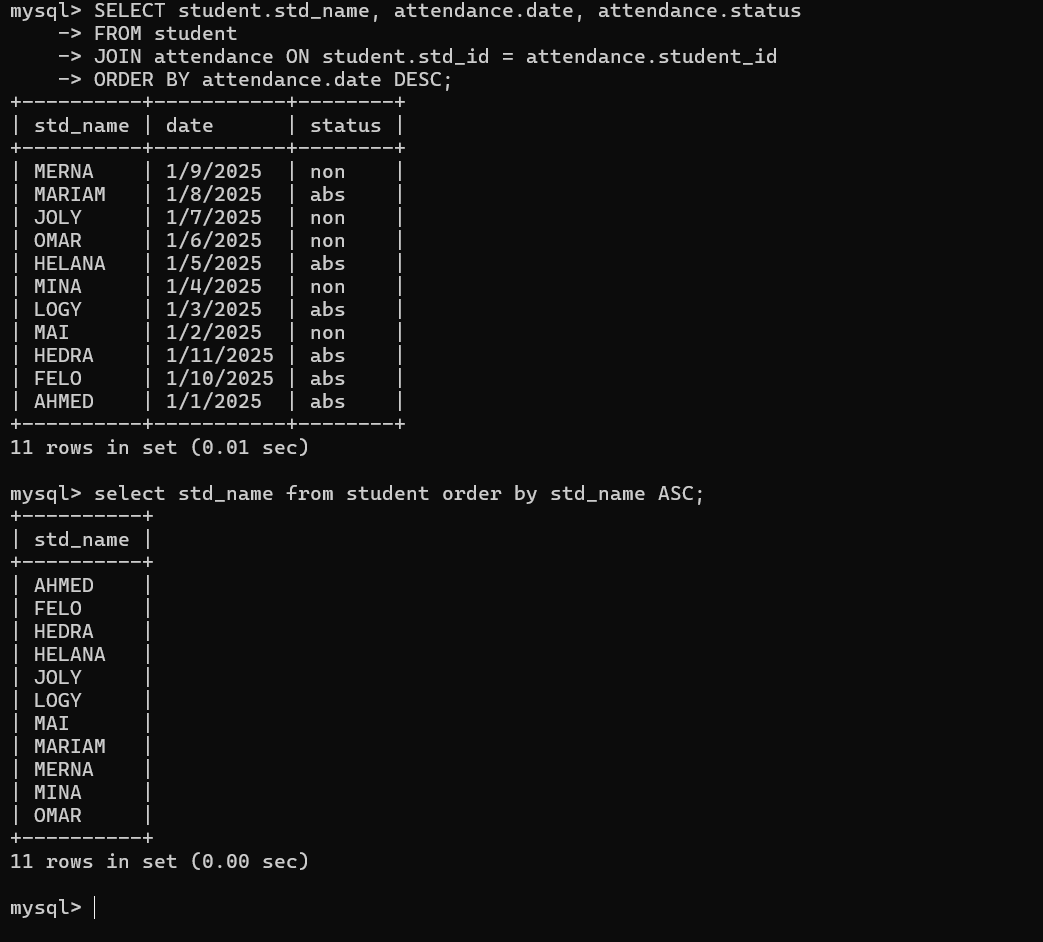 mysql> SELECT student.std_name, attendance.date, attendance.status
    -> FROM student
    -> JOIN attendance ON student.std_id = attendance.student_id
    -> ORDER BY attendance.date DESC;
+----------+-----------+--------+
| std_name | date      | status |
+----------+-----------+--------+
| MERNA    | 1/9/2025  | non    |
| MARIAM   | 1/8/2025  | abs    |
| JOLY     | 1/7/2025  | non    |
| OMAR     | 1/6/2025  | non    |
| HELANA   | 1/5/2025  | abs    |
| MINA     | 1/4/2025  | non    |
| LOGY     | 1/3/2025  | abs    |
| MAI      | 1/2/2025  | non    |
| HEDRA    | 1/11/2025 | abs    |
| FELO     | 1/10/2025 | abs    |
| AHMED    | 1/1/2025  | abs    |
+----------+-----------+--------+
11 rows in set (0.01 sec)

mysql> select std_name from student order by std_name ASC;
+----------+
| std_name |
+----------+
| AHMED    |
| FELO     |
| HEDRA    |
| HELANA   |
| JOLY     |
| LOGY     |
| MAI      |
| MARIAM   |
| MERNA    |
| MINA     |
| OMAR     |
+----------+
11 rows in set (0.00 sec)

mysql>